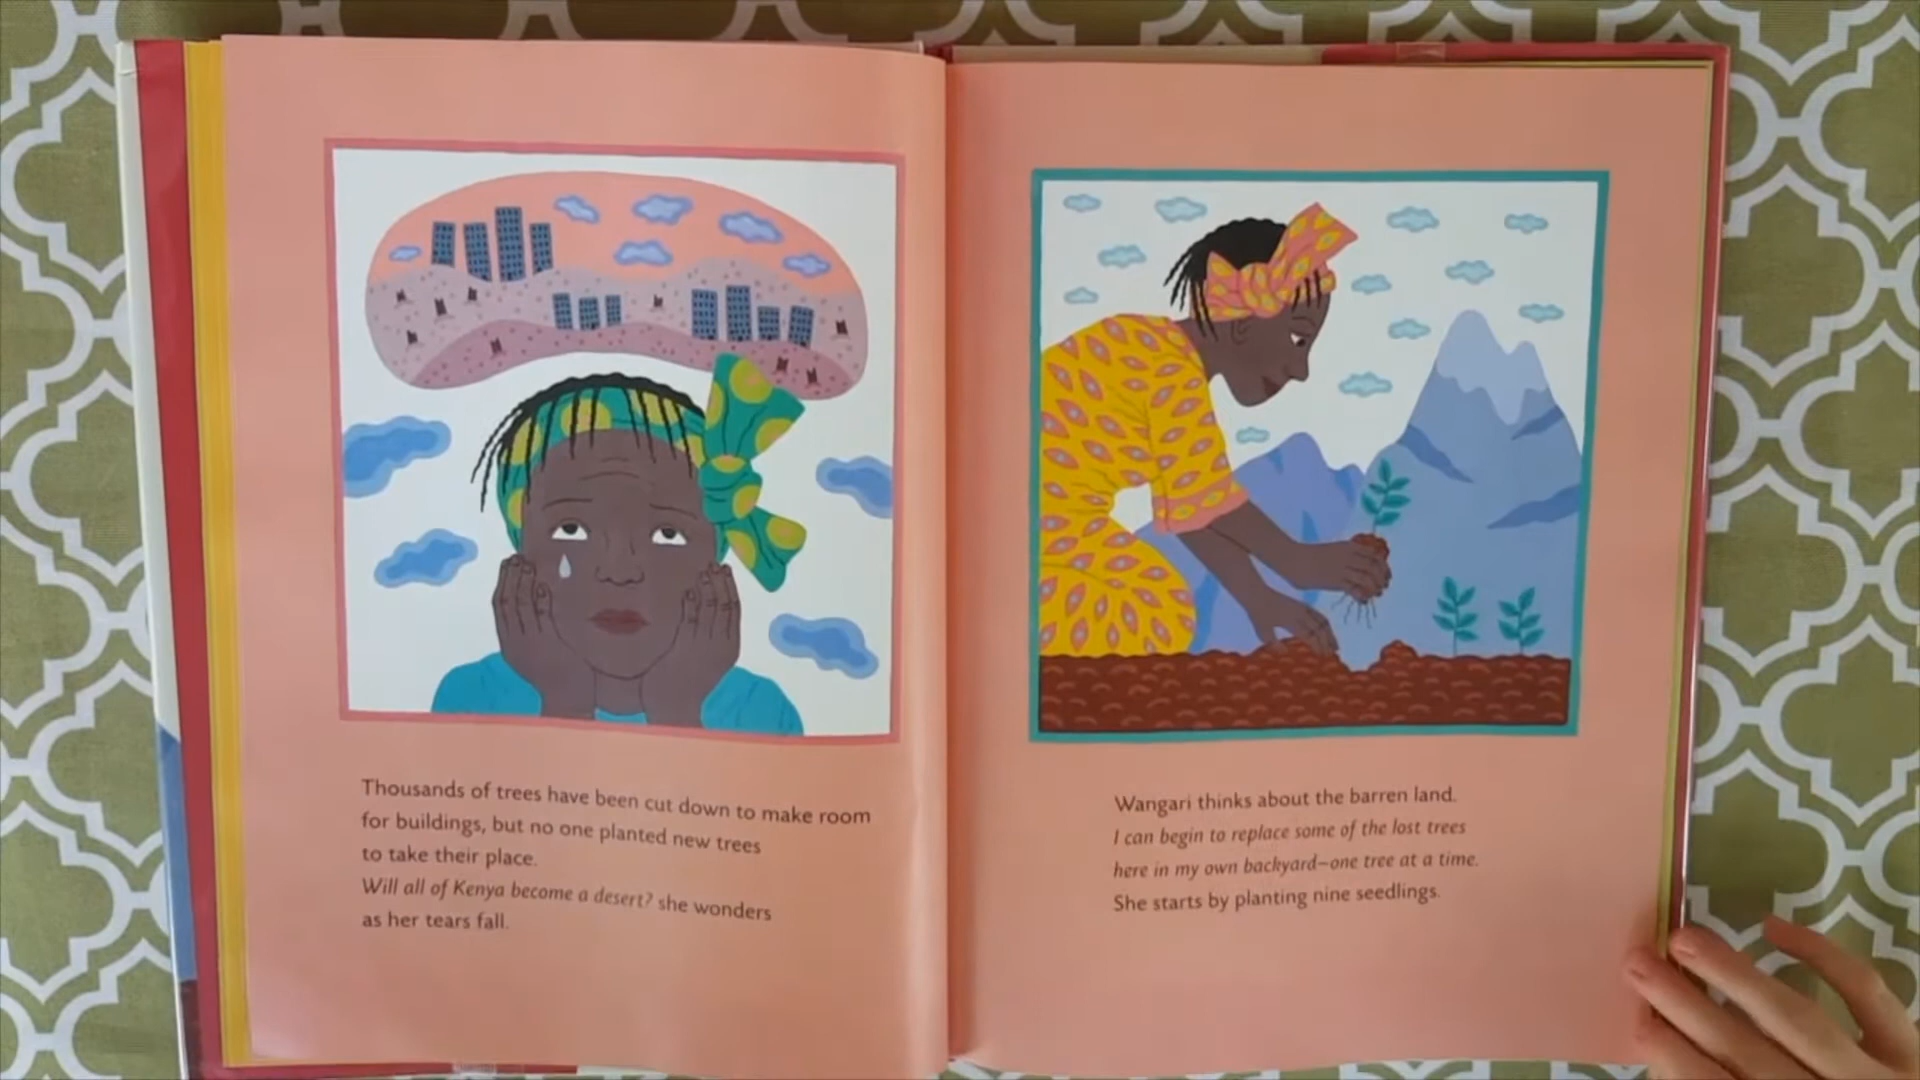 Thousands of trees have been cut down to make room
for buildings, but no one planted new trees
to take their place.
Will all of Kenya become a desert? she wonders
as her tears fall.
Wangari thinks about the barren land.
I can begin to replace some of the lost trees
here in my own backyard—one tree at a time.
She starts by planting nine seedlings.